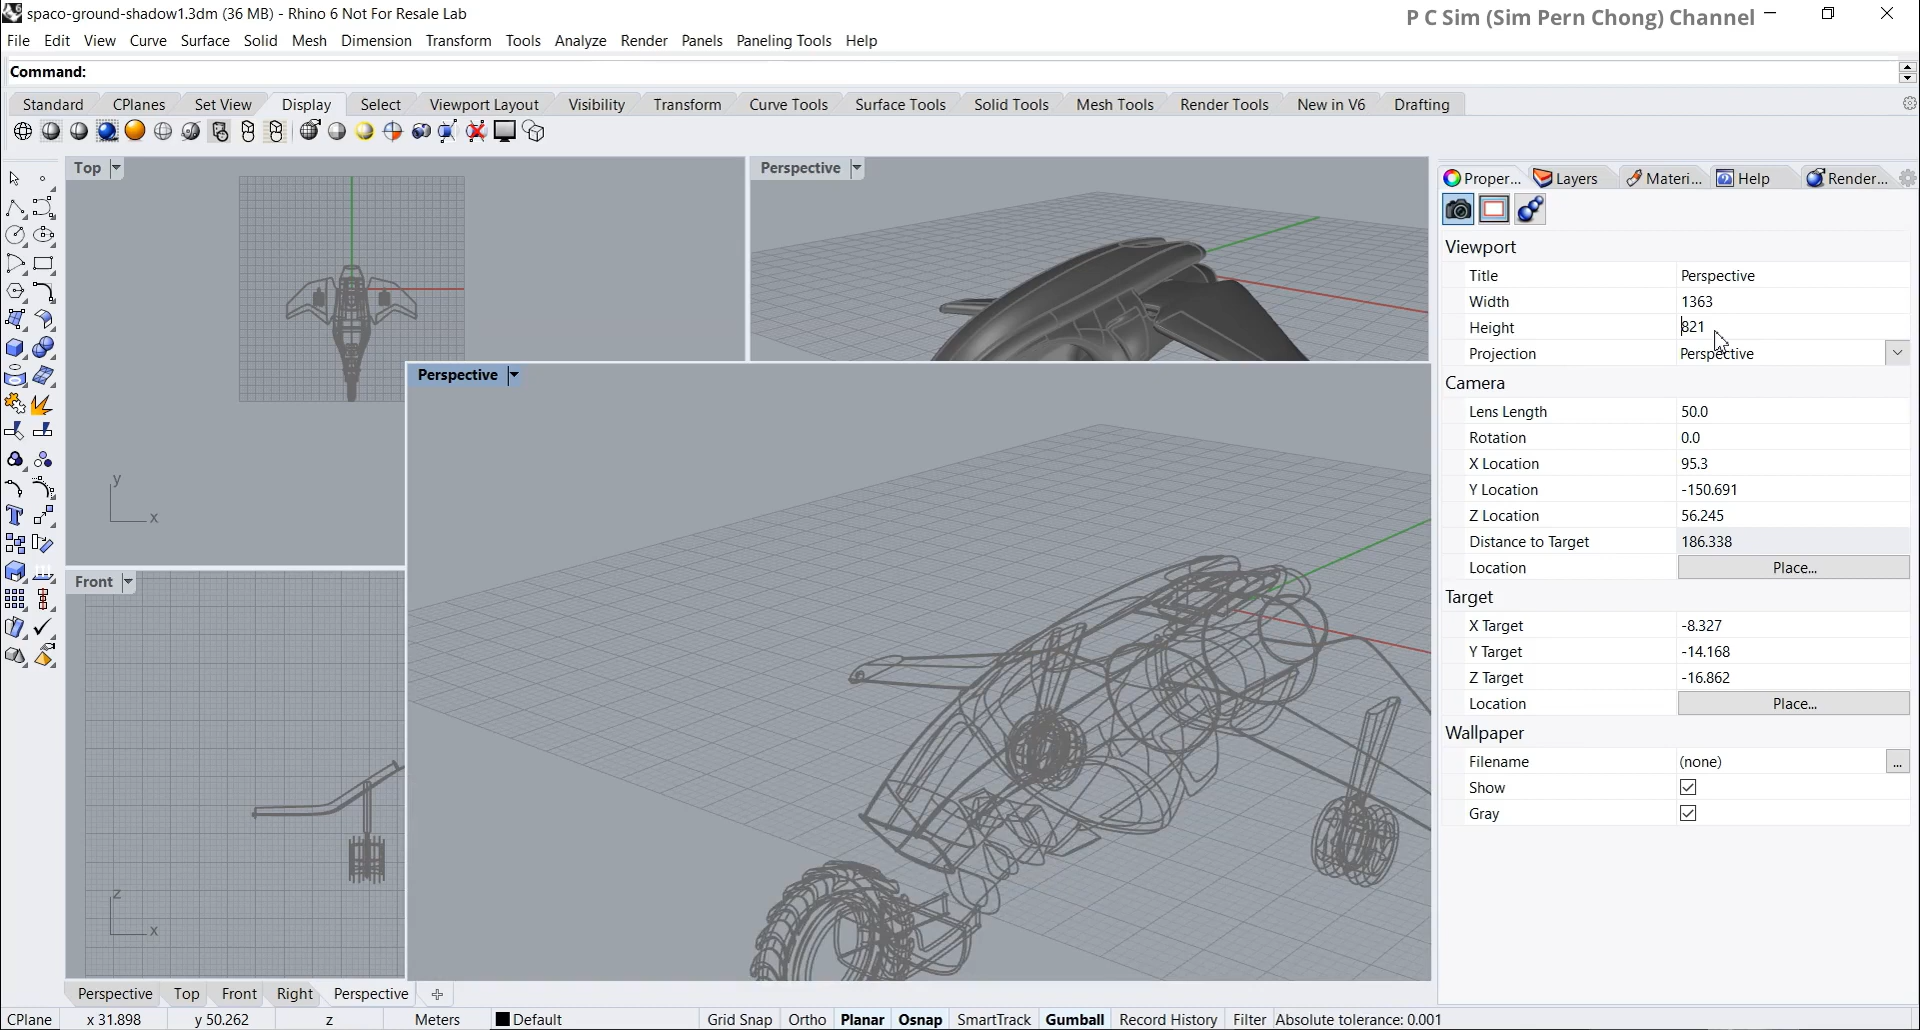 spaco-ground-shadow1.3dm (36 MB) - Rhino 6 Not For Resale Lab
P C Sim (Sim Pern Chong) Channel
File Edit View Curve Surface Solid Mesh Dimension Transform Tools Analyze Render Panels Paneling Tools Help
Command:
Standard CPlanes Set View Display Select Viewport Layout Visibility Transform Curve Tools Surface Tools Solid Tools Mesh Tools Render Tools New in V6 Drafting
Top
Perspective
Proper... Layers Materi... Help Render...
Viewport
Title Perspective
Width 1363
Height 821
Projection Perspective
Perspective
Camera
Lens Length 50.0
Rotation 0.0
X Location 95.3
Y Location -150.691
Z Location 56.245
Distance to Target 186.338
Location Place...
y
x
Front
Target
X Target -8.327
Y Target -14.168
Z Target -16.862
Location Place...
Wallpaper
Filename (none) ...
Show
Gray
z
x
Perspective Top Front Right Perspective
CPlane x 31.898 y 50.262 z Meters Default Grid Snap Ortho Planar Osnap SmartTrack Gumball Record History Filter Absolute tolerance: 0.001